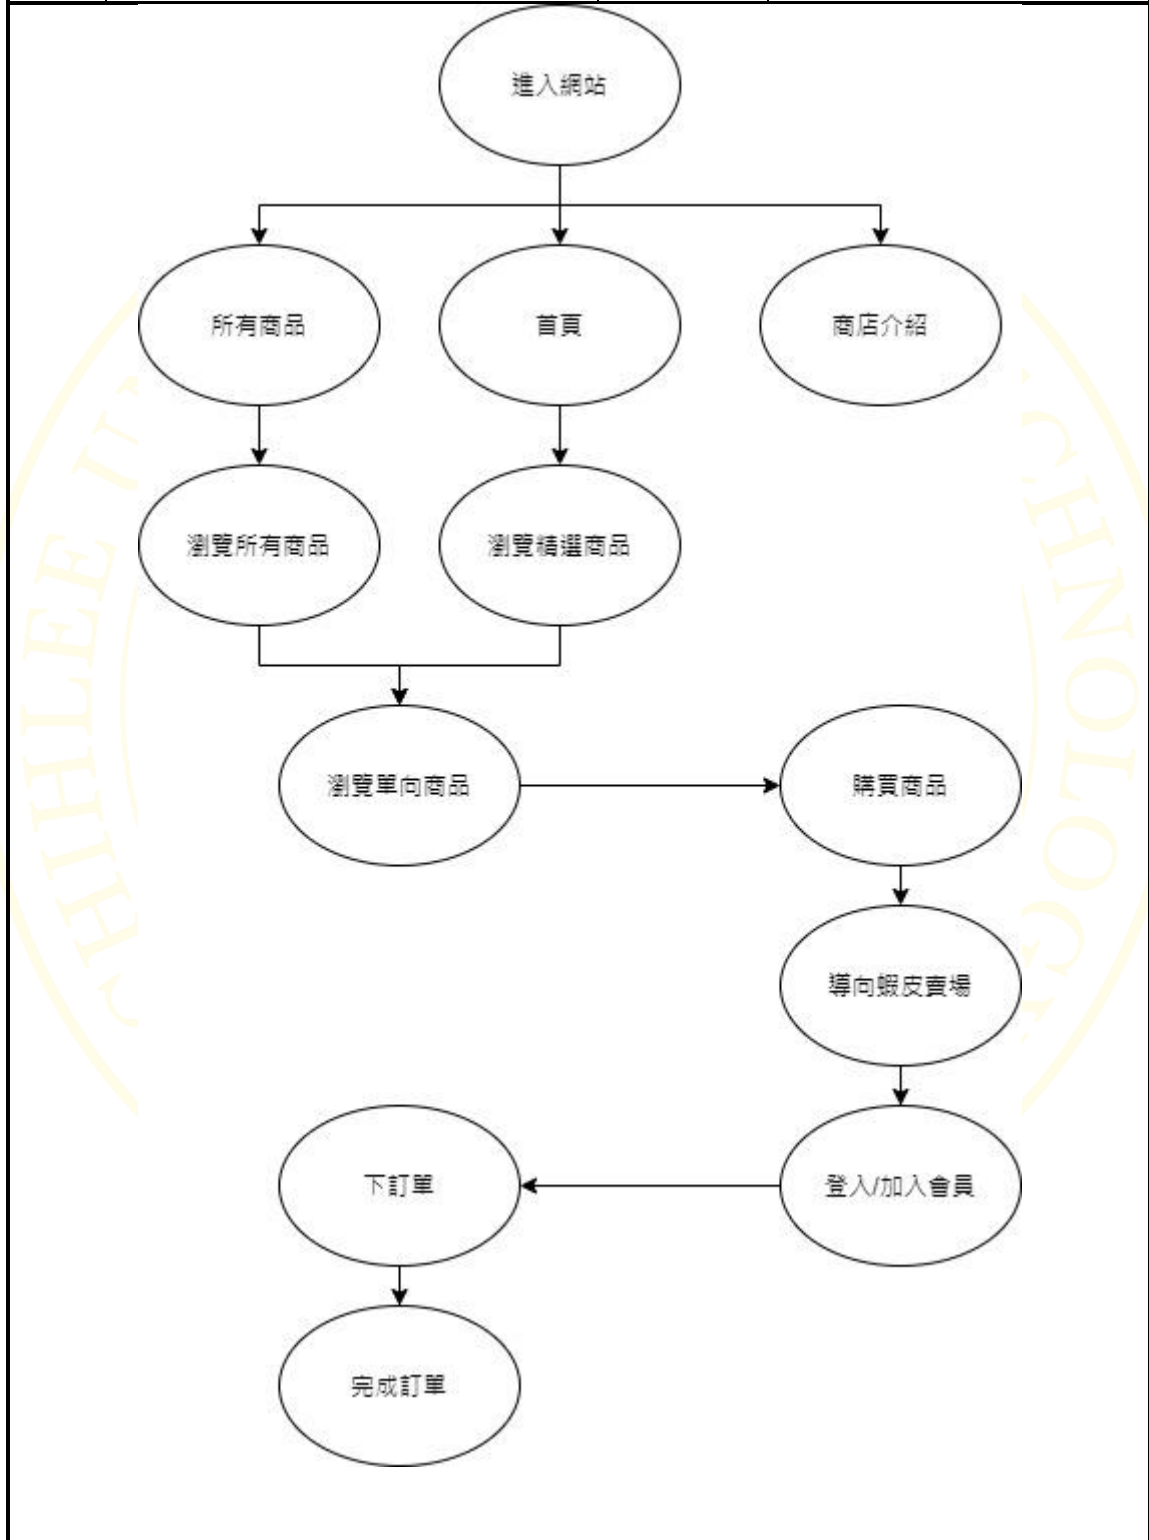 進入網站
所有商品
首頁
商店介紹
瀏覽所有商品
瀏覽精選商品
瀏覽單向商品
購買商品
導向蝦皮賣場
登入/加入會員
下訂單
完成訂單
CHIHLEE U
CHNOLOG